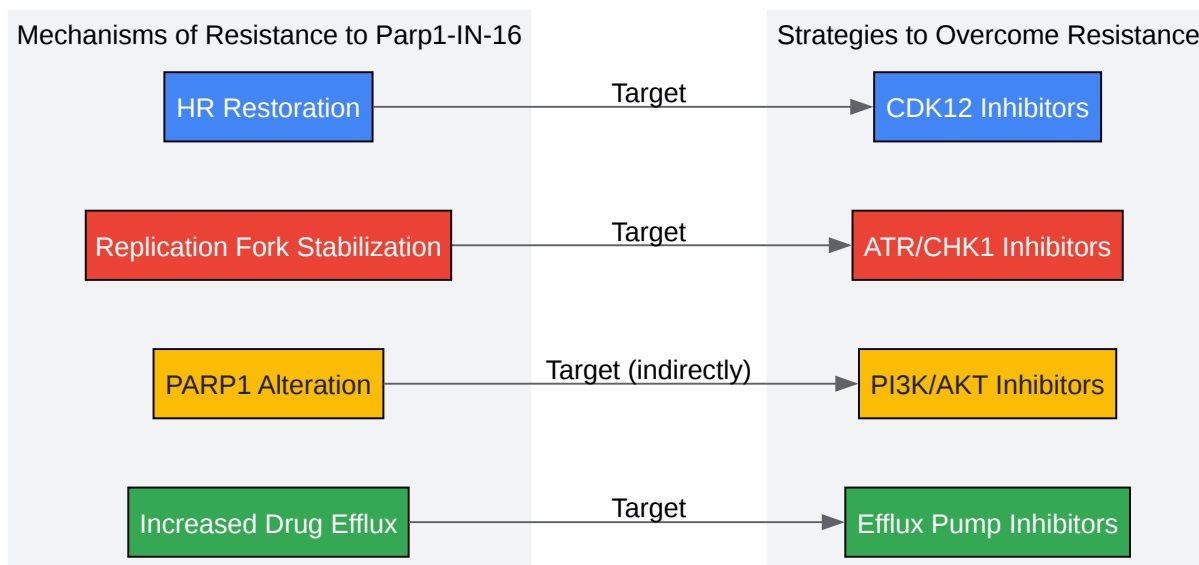 Mechanisms of Resistance to Parp1-IN-16
Strategies to Overcome Resistance
HR Restoration
Target
CDK12 Inhibitors
Replication Fork Stabilization
Target
ATR/CHK1 Inhibitors
PARP1 Alteration
Target (indirectly)
PI3K/AKT Inhibitors
Increased Drug Efflux
Target
Efflux Pump Inhibitors